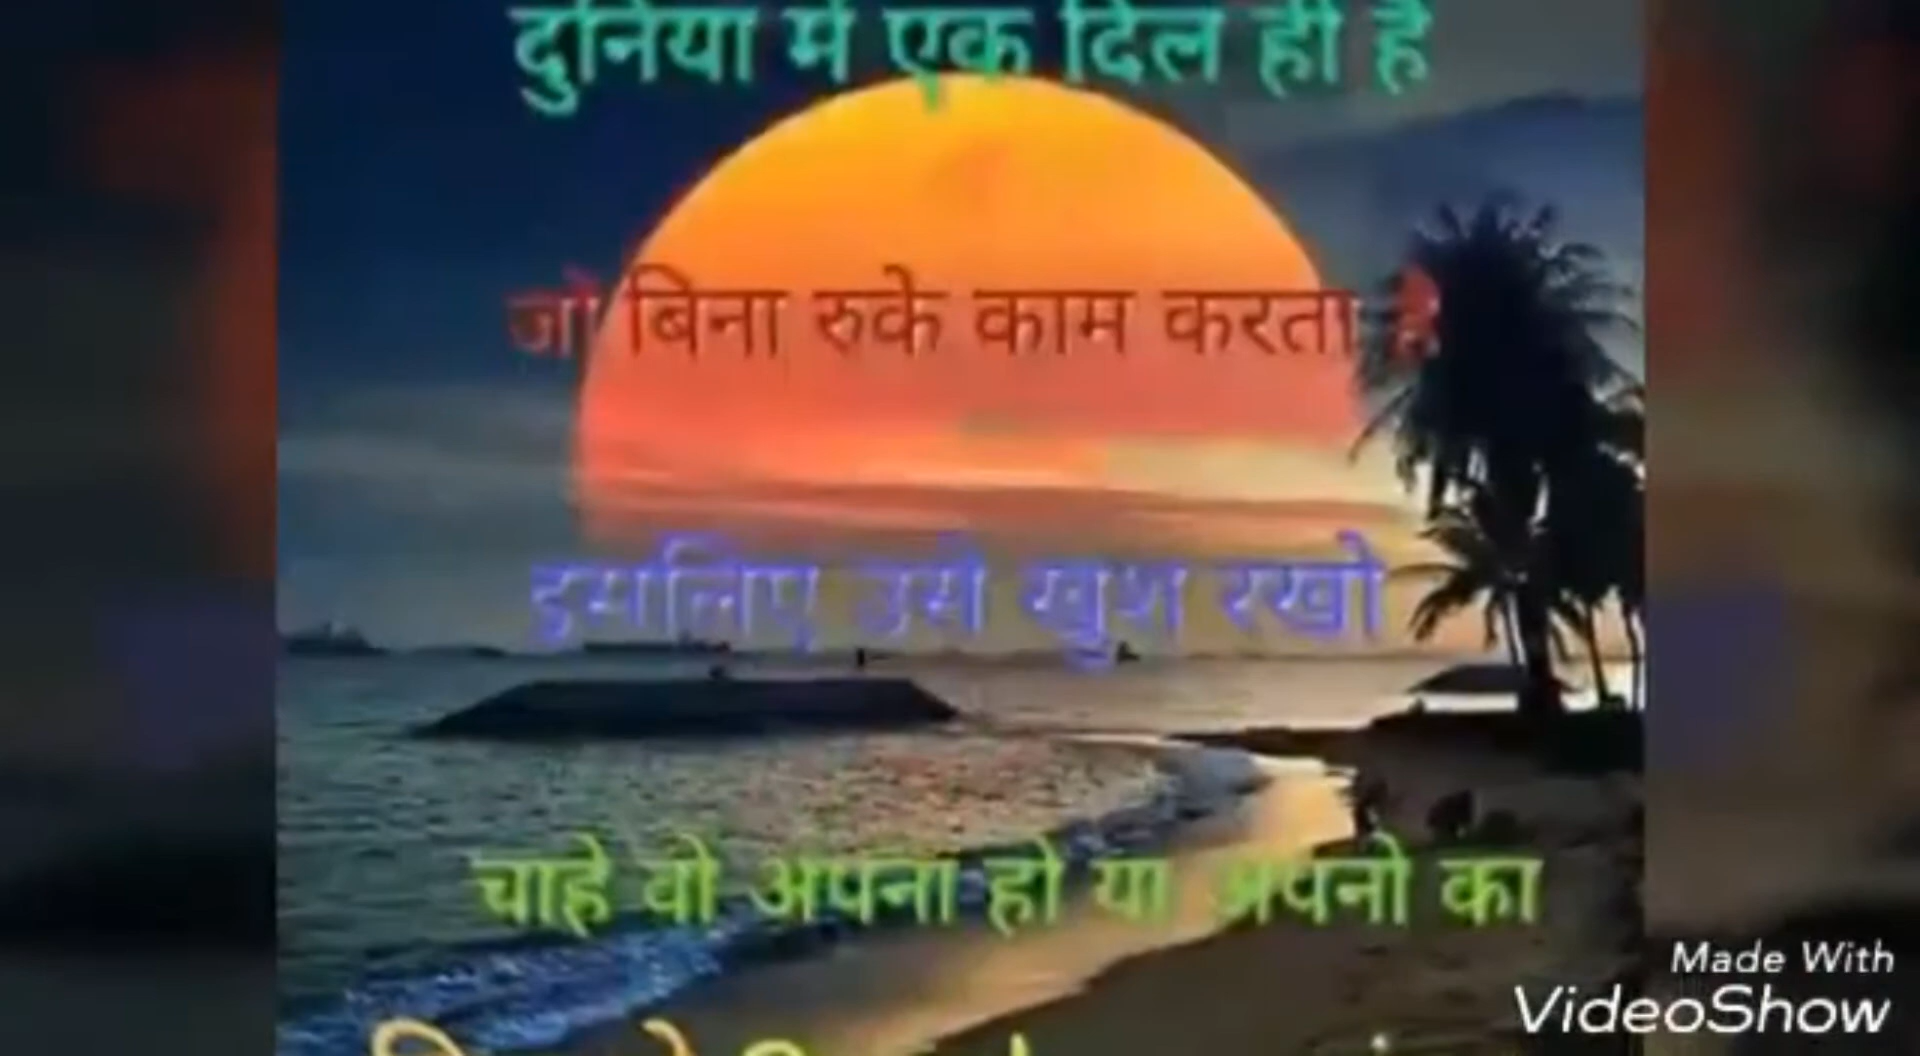 दुनिया में एक दिल ही है
जो बिना रुके काम करता है
इसलिए उसे खुश रखो
चाहे वो अपना हो या अपनो का
Made With
VideoShow